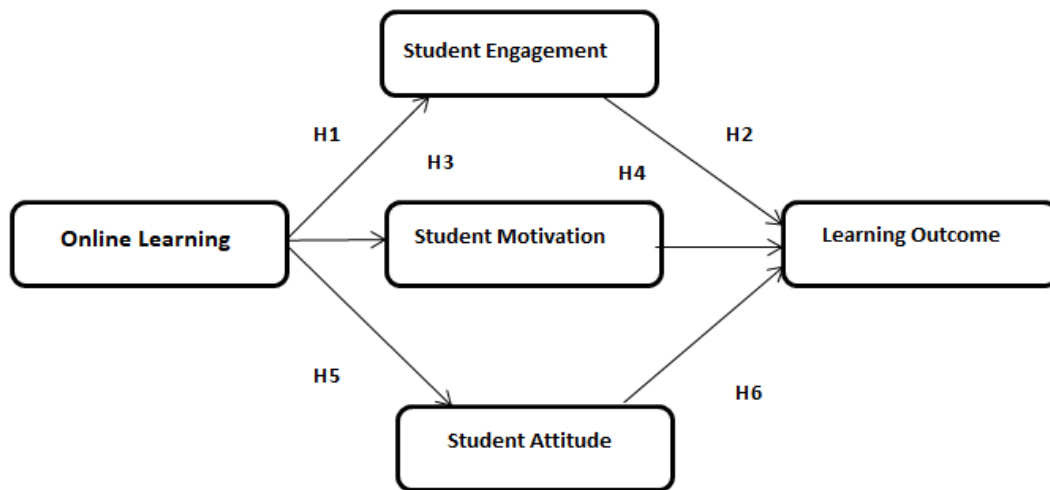 Student Engagement
H1
H2
H3
H4
Online Learning
Student Motivation
Learning Outcome
H5
H6
Student Attitude